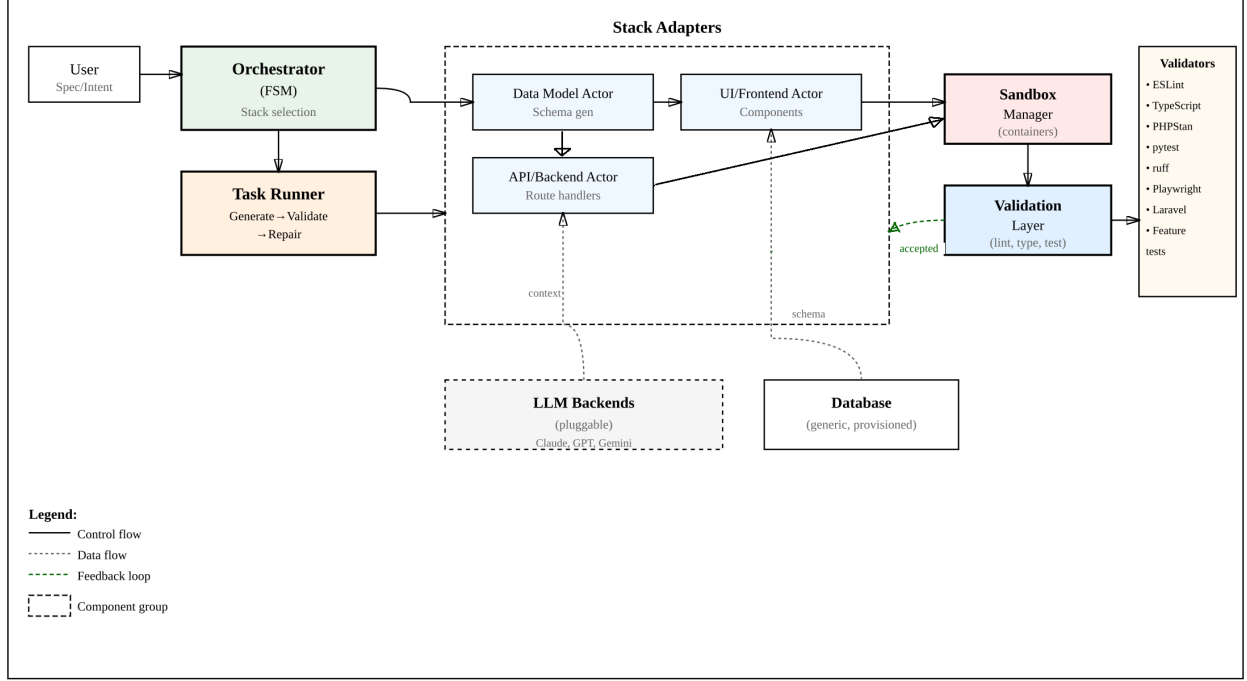 Stack Adapters
User
Spec/Intent
Orchestrator
(FSM)
Stack selection
Data Model Actor
Schema gen
UI/Frontend Actor
Components
Sandbox
Manager
(containers)
Validators
• ESLint
• TypeScript
• PHPStan
• pytest
• ruff
• Playwright
• Laravel
• Feature
tests
Task Runner
Generate→Validate
→Repair
API/Backend Actor
Route handlers
Validation
Layer
(lint, type, test)
accepted
context
schema
LLM Backends
(pluggable)
Claude, GPT, Gemini
Database
(generic, provisioned)
Legend:
Control flow
Data flow
Feedback loop
Component group